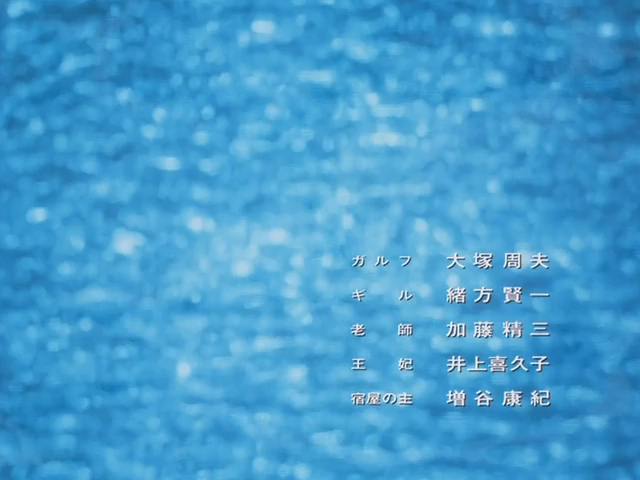 ガルフ 大塚周夫
ギル 緒方賢一
老師 加藤精三
王妃 井上喜久子
宿屋の主 増谷康紀